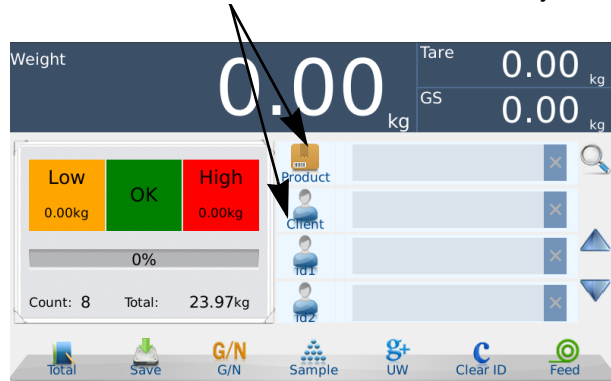 Weight
0.00 kg
Tare
0.00 kg
GS
0.00 kg
Low
0.00kg
OK
High
0.00kg
0%
Count: 8 Total: 23.97kg
Product ×
Client ×
id1 ×
id2 ×
G/N g+ C
Total Save G/N Sample UW Clear ID Feed